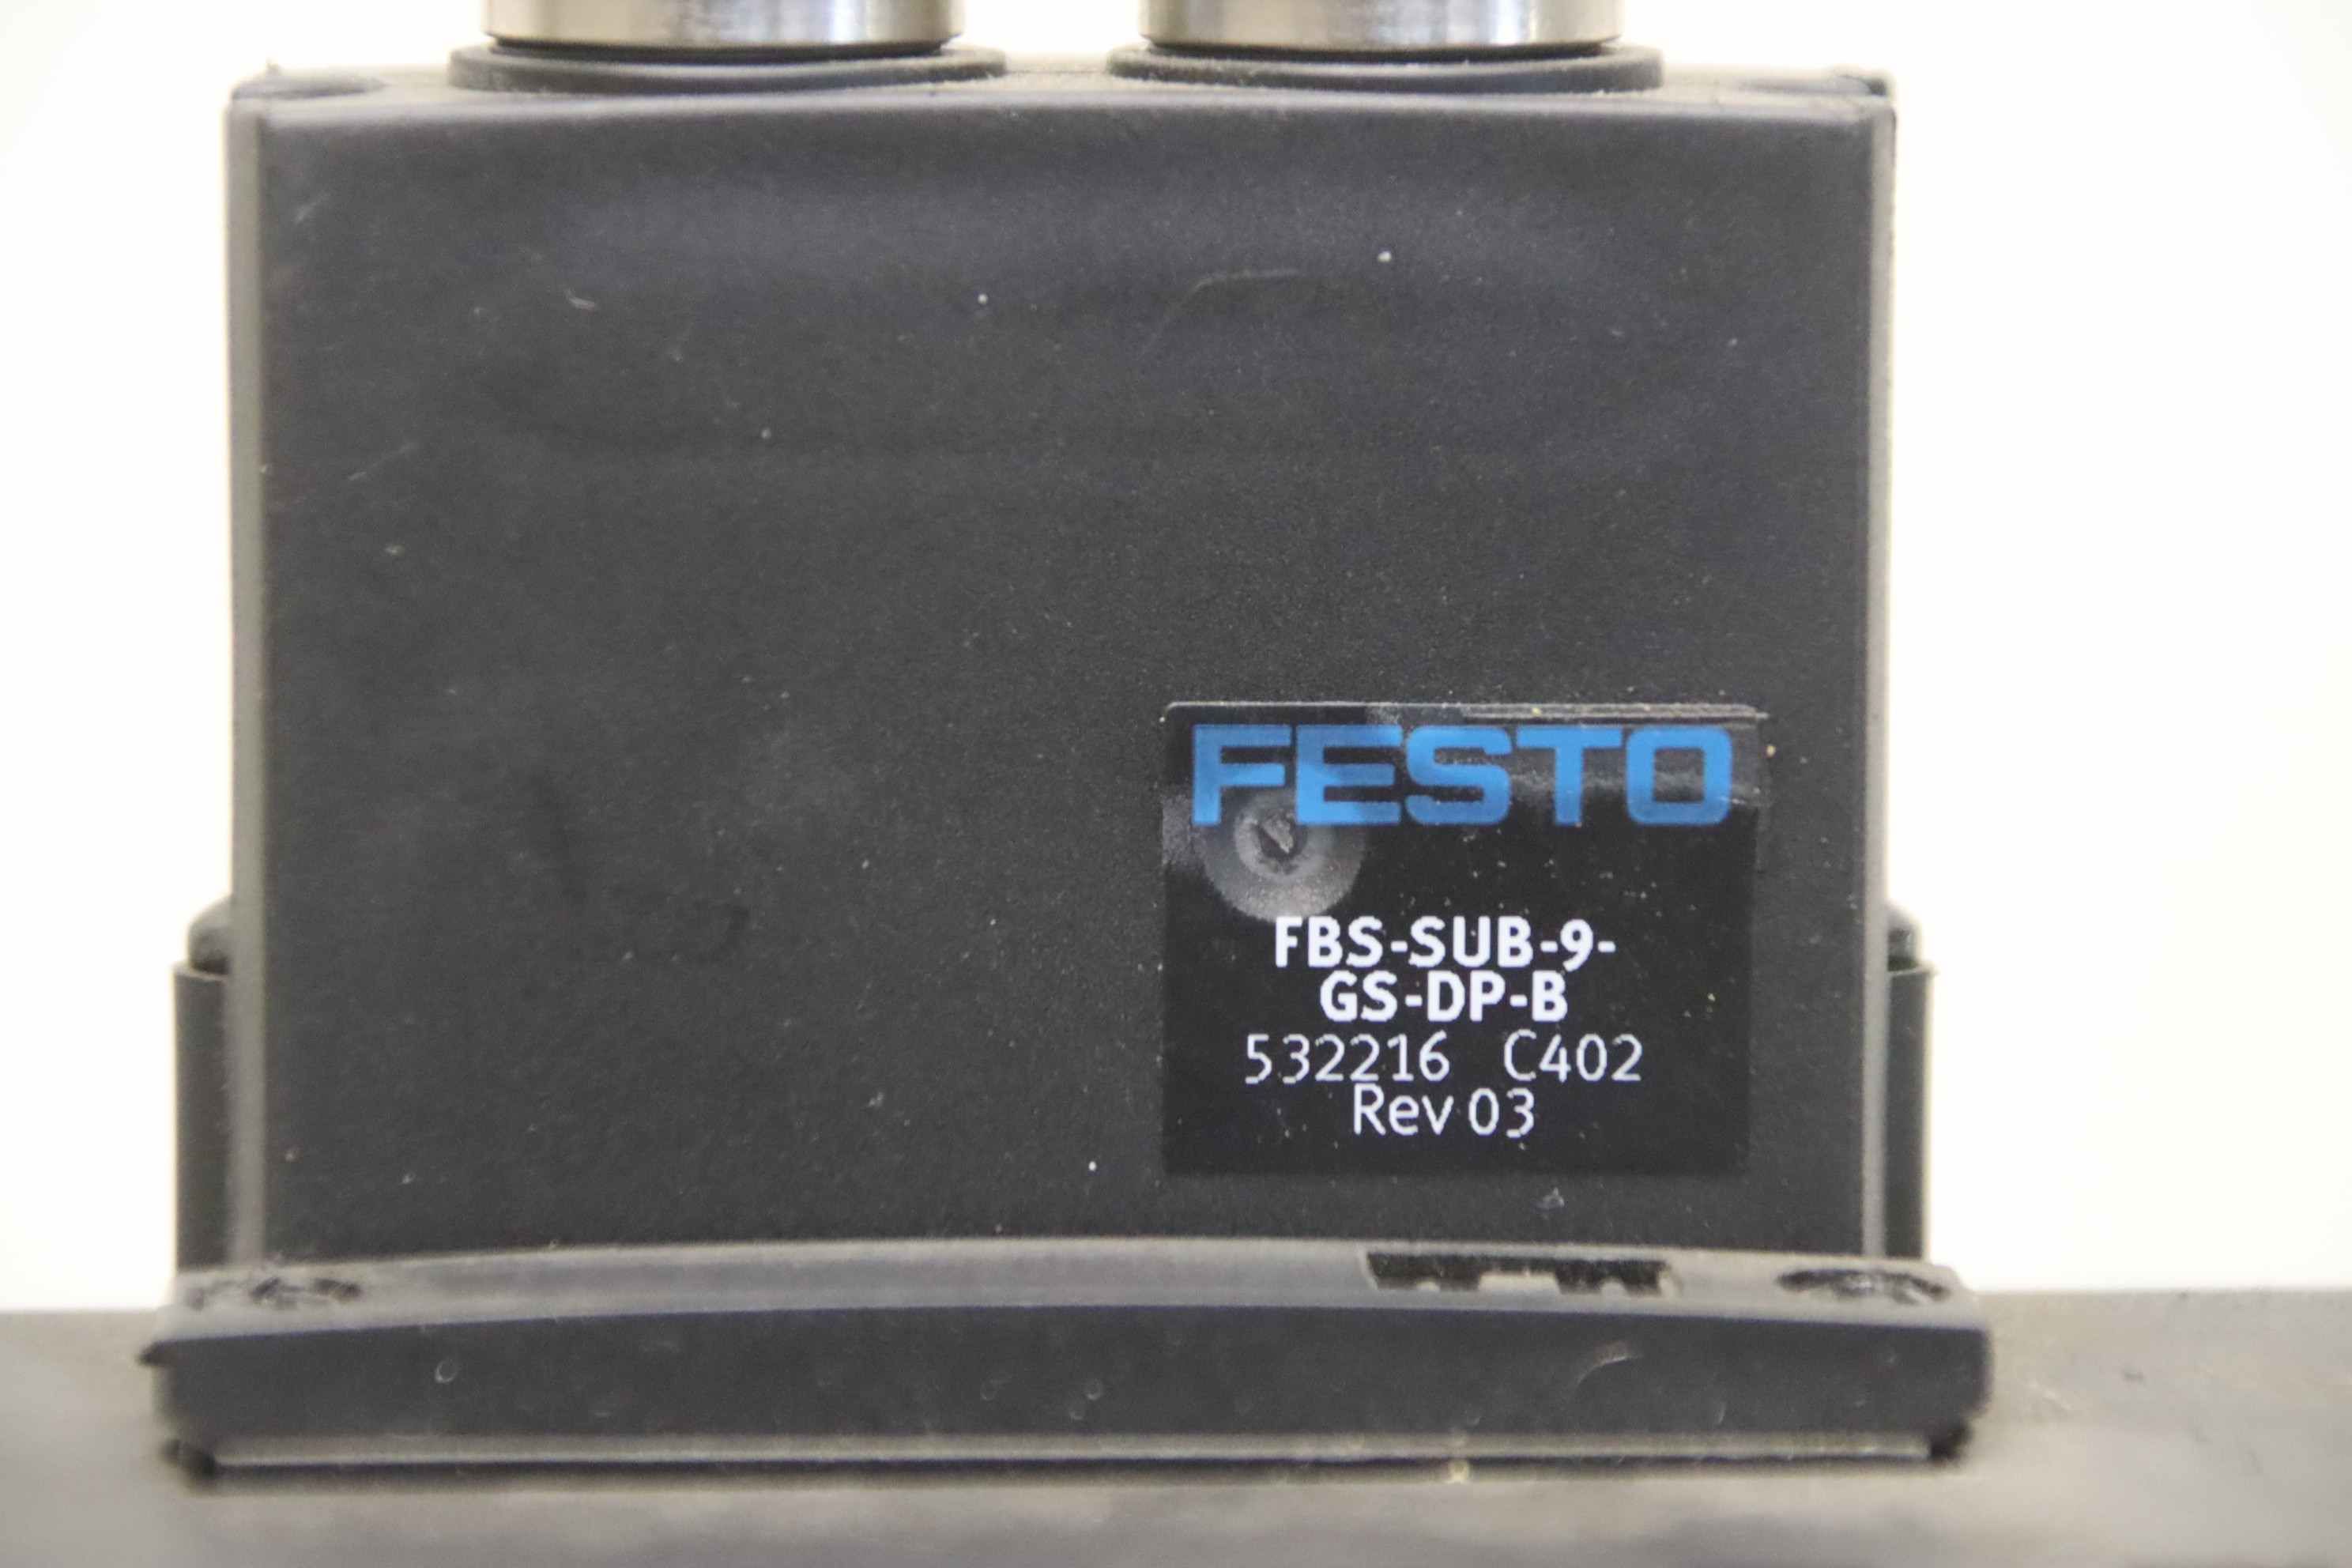 FESTO
FBS-SUB-9-
GS-DP-B
532216 C402
Rev 03